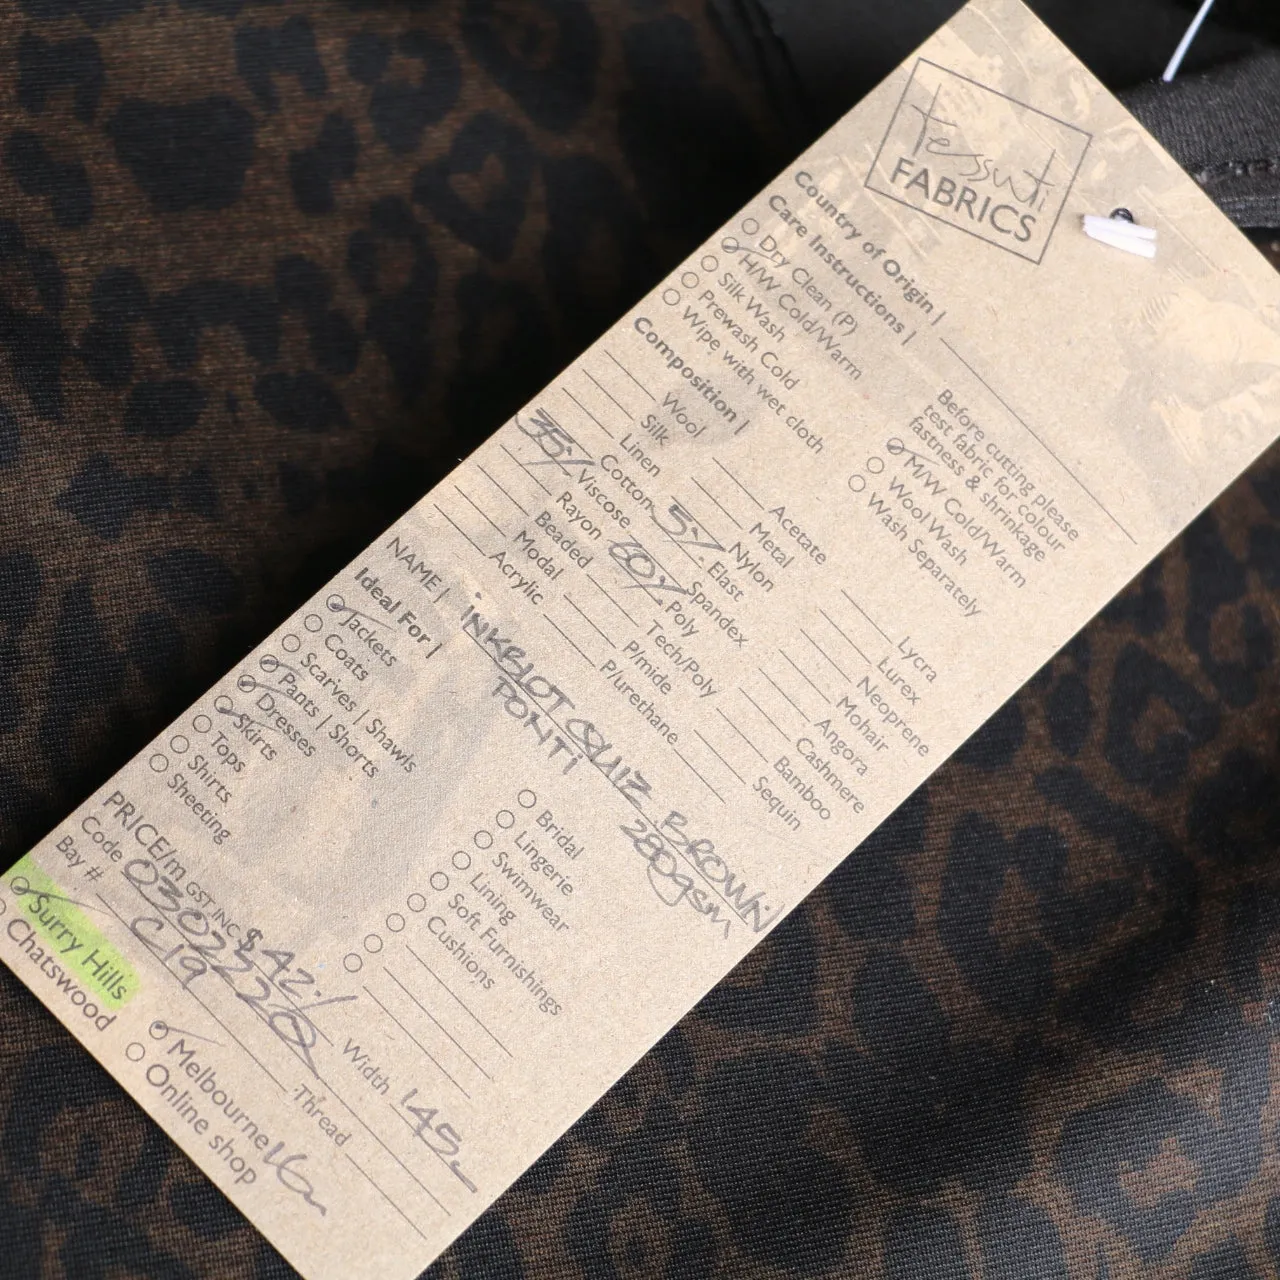 tessuti
FABRICS
Country of Origin |
Care Instructions |
Dry Clean (P)
H/W Cold/Warm
Silk Wash
Prewash Cold
Wipe with wet cloth
Before cutting please
test fabric for colour
fastness & shrinkage
M/W Cold/Warm
Wool Wash
Wash Separately
Composition |
Wool
Silk
Linen
Cotton
35% Viscose
Rayon
Beaded
Modal
Acrylic
Acetate
Metal
Nylon
5% Elast
Spandex
60% Poly
Tech/Poly
P/mide
P/urethane
Lycra
Lurex
Neoprene
Mohair
Angora
Cashmere
Bamboo
Sequin
NAME | INKBLOT QUIZ BROWN
PONTI 280gsm
Ideal For |
Jackets
Coats
Scarves | Shawls
Pants | Shorts
Dresses
Skirts
Tops
Shirts
Sheeting
Bridal
Lingerie
Swimwear
Lining
Soft Furnishings
Cushions
PRICE/m GST INC $42.
Width 145
Code
Bay # C19
Thread
Surry Hills
Chatswood
Melbourne 16m
Online shop